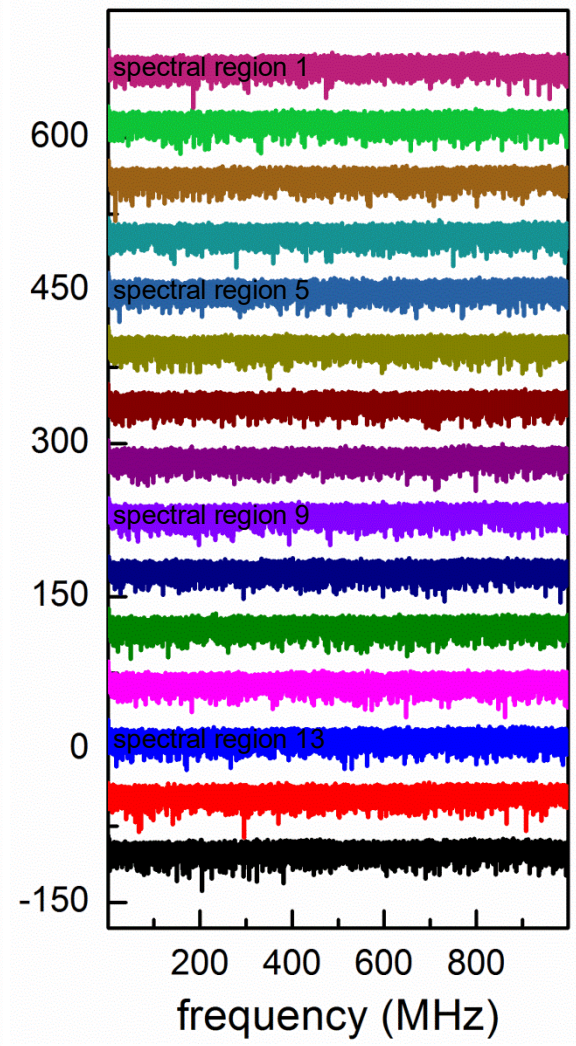 spectral region 1
600
450
spectral region 5
300
spectral region 9
150
0
spectral region 13
-150
200 400 600 800
frequency (MHz)